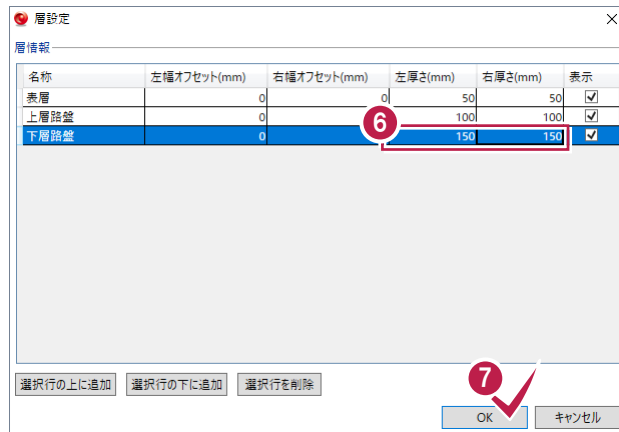 層設定
層情報
名称 左幅オフセット(mm) 右幅オフセット(mm) 左厚さ(mm) 右厚さ(mm) 表示
表層 0 0 50 50
上層路盤 0 100 100
下層路盤 0 150 150
6
選択行の上に追加 選択行の下に追加 選択行を削除
7
OK キャンセル